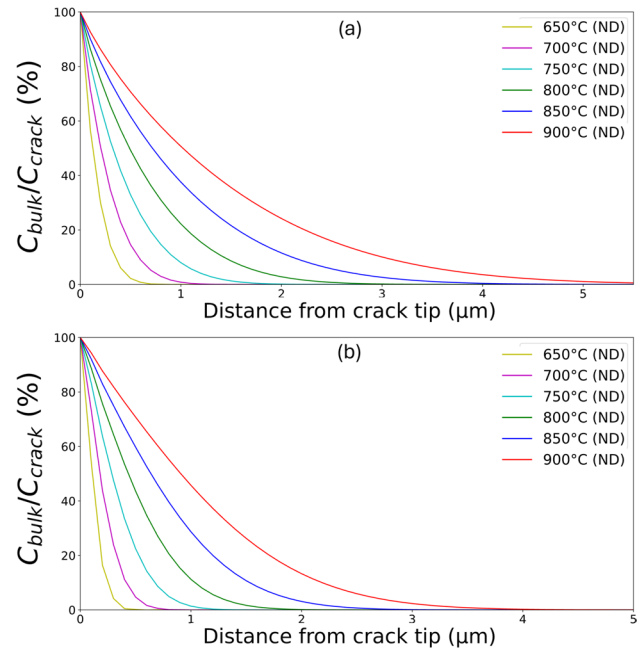 (a)
100
80
60
40
20
0
C_bulk/C_crack (%)
650°C (ND)
700°C (ND)
750°C (ND)
800°C (ND)
850°C (ND)
900°C (ND)
0 1 2 3 4 5
Distance from crack tip (μm)
(b)
100
80
60
40
20
0
C_bulk/C_crack (%)
650°C (ND)
700°C (ND)
750°C (ND)
800°C (ND)
850°C (ND)
900°C (ND)
0 1 2 3 4 5
Distance from crack tip (μm)